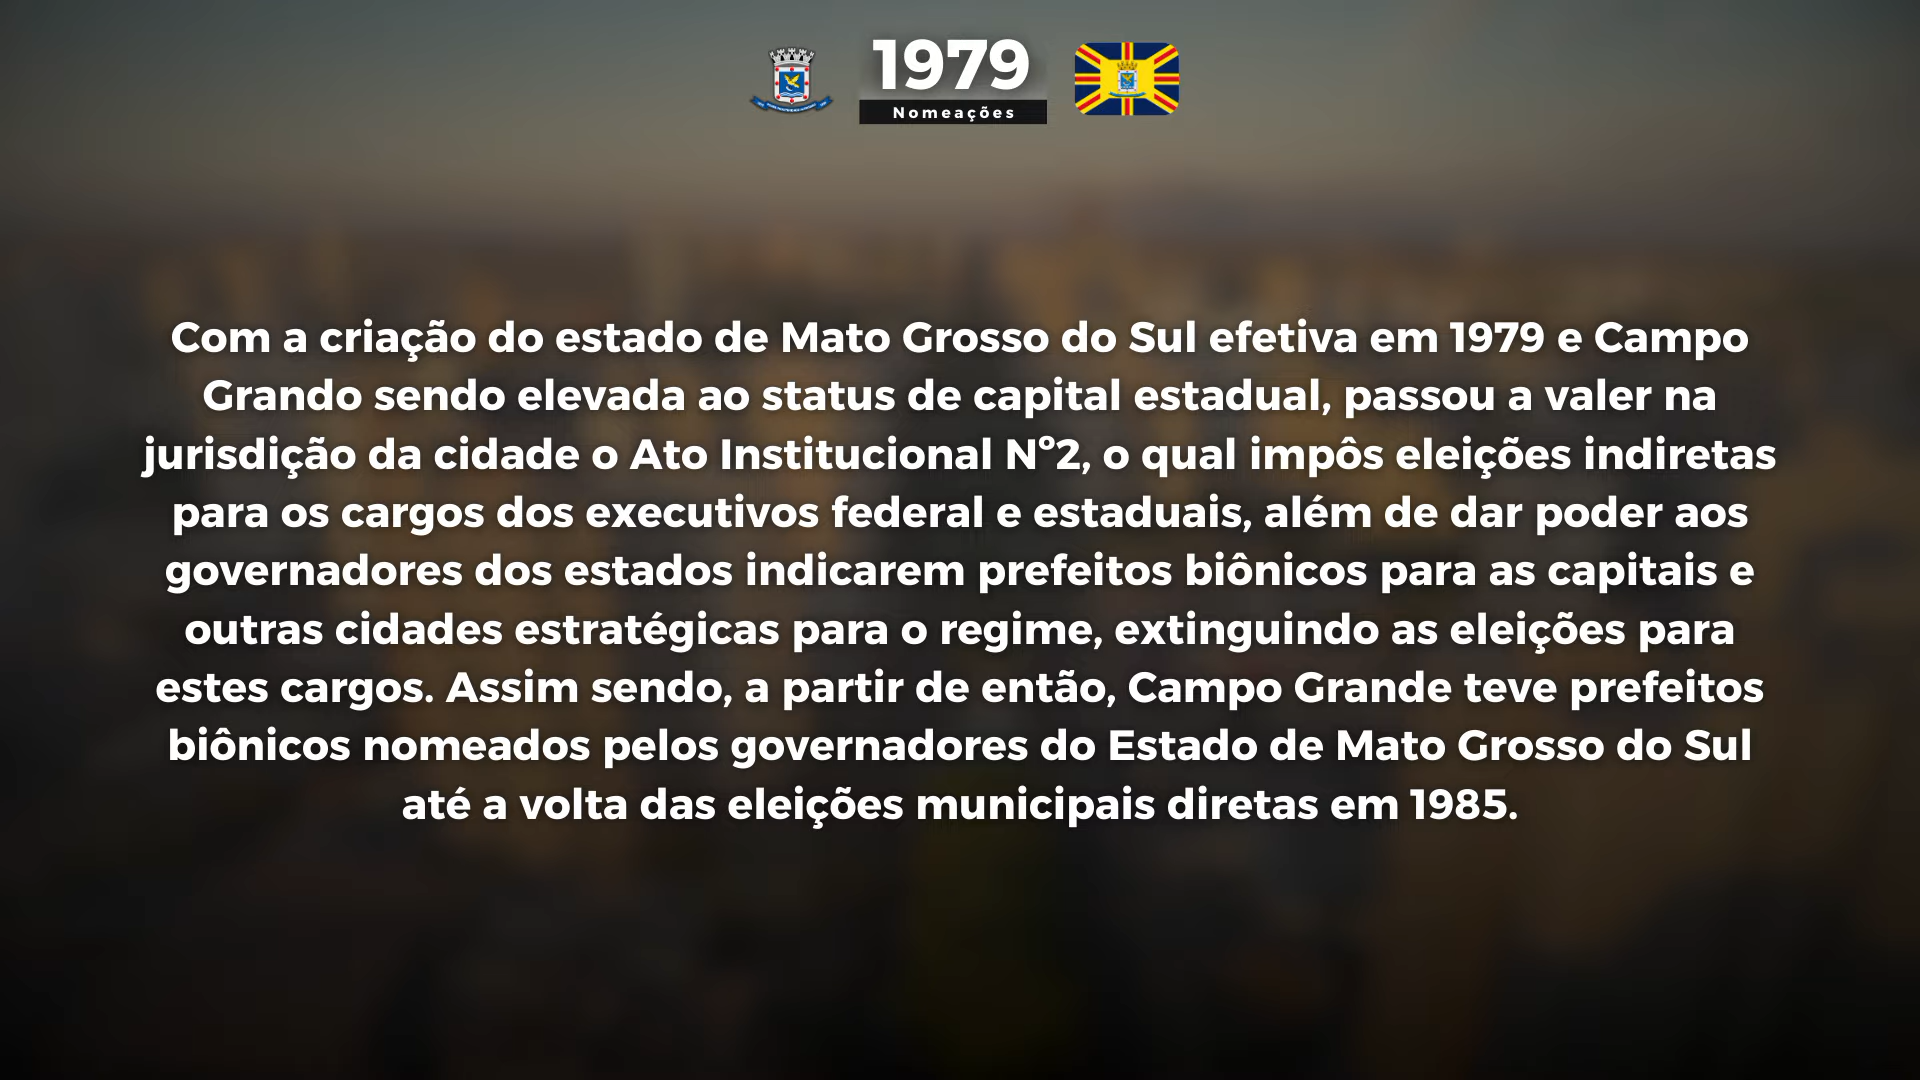 1979
Nomeações
Com a criação do estado de Mato Grosso do Sul efetiva em 1979 e Campo
Grando sendo elevada ao status de capital estadual, passou a valer na
jurisdição da cidade o Ato Institucional Nº2, o qual impôs eleições indiretas
para os cargos dos executivos federal e estaduais, além de dar poder aos
governadores dos estados indicarem prefeitos biônicos para as capitais e
outras cidades estratégicas para o regime, extinguindo as eleições para
estes cargos. Assim sendo, a partir de então, Campo Grande teve prefeitos
biônicos nomeados pelos governadores do Estado de Mato Grosso do Sul
até a volta das eleições municipais diretas em 1985.